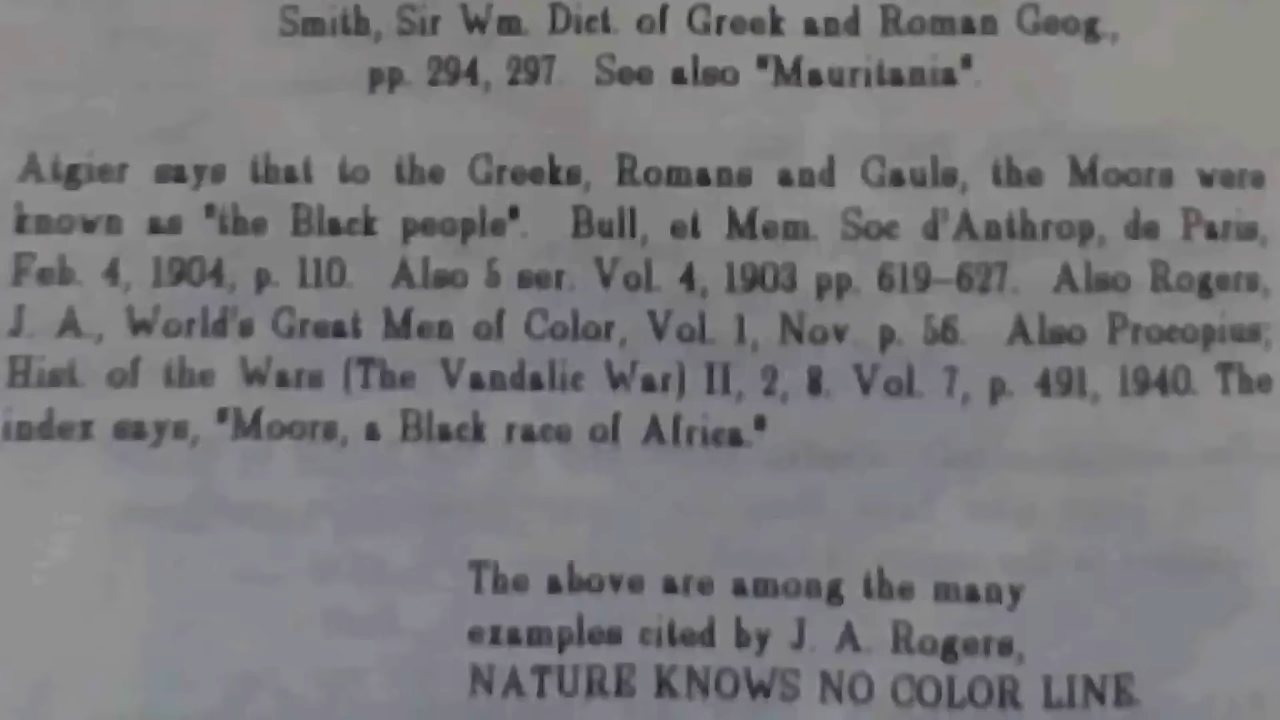 Smith, Sir Wm. Dict. of Greek and Roman Geog.,
pp. 294, 297. See also "Mauritania".
Atgier says that to the Greeks, Romans and Gauls, the Moors were
known as "the Black people". Bull, et Mem. Soc d'Anthrop, de Paris,
Feb. 4, 1904, p. 110. Also 5 ser. Vol. 4, 1903 pp. 619-627. Also Rogers,
J. A., World's Great Men of Color, Vol. 1, Nov. p. 56. Also Procopius;
Hist. of the Wars (The Vandalic War) II, 2, 8. Vol. 7, p. 491, 1940. The
index says, "Moors, a Black race of Africa."
The above are among the many
examples cited by J. A. Rogers,
NATURE KNOWS NO COLOR LINE.